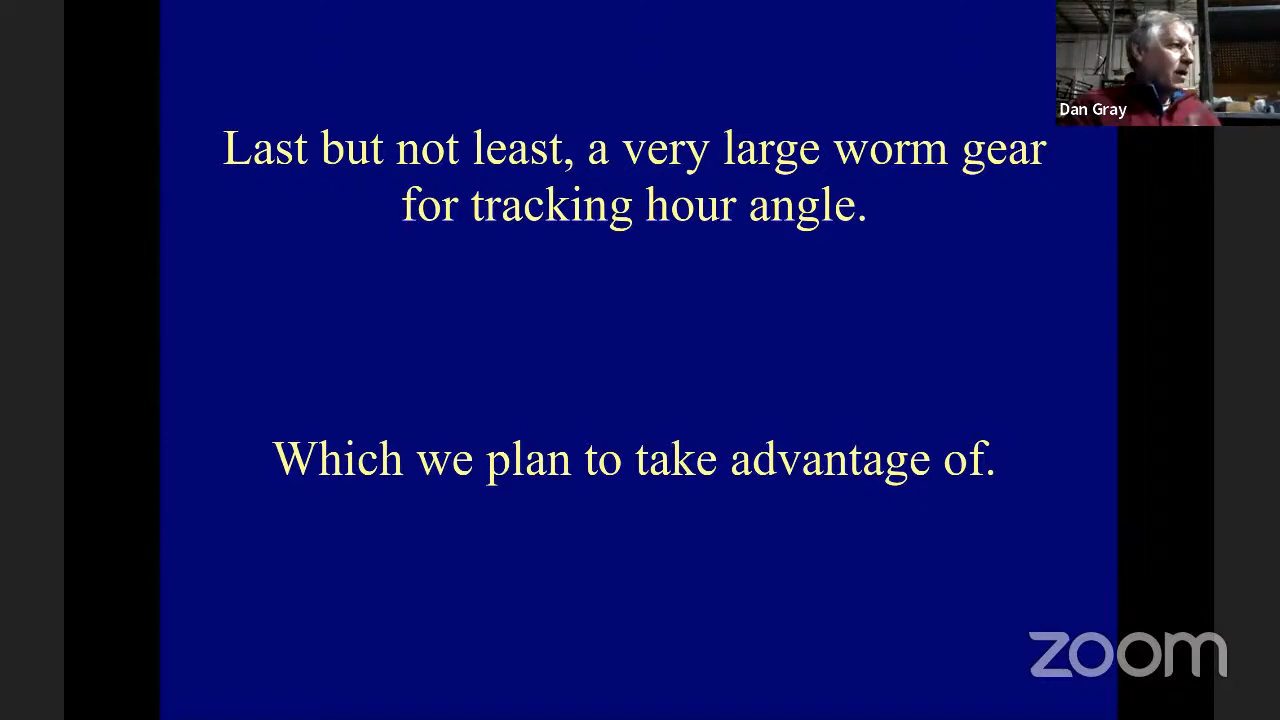 Dan Gray
Last but not least, a very large worm gear
for tracking hour angle.
Which we plan to take advantage of.
zoom